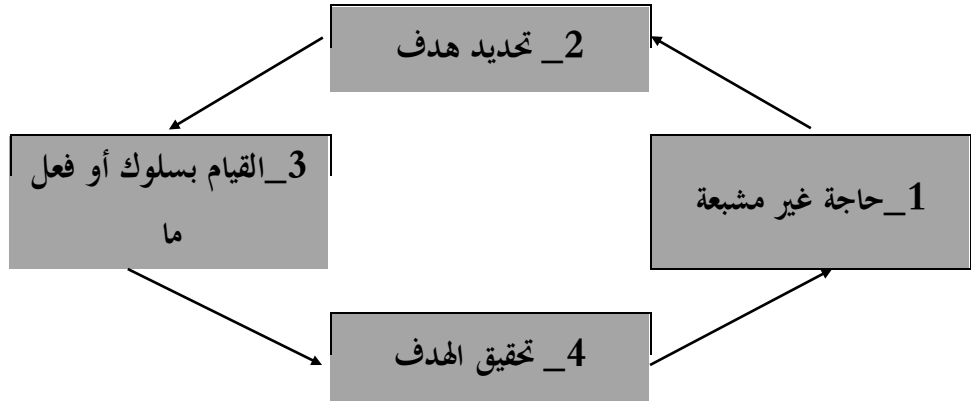 2_ تحديد هدف
1_حاجة غير مشبعة
3_القيام بسلوك أو فعل
ما
4_ تحقيق الهدف